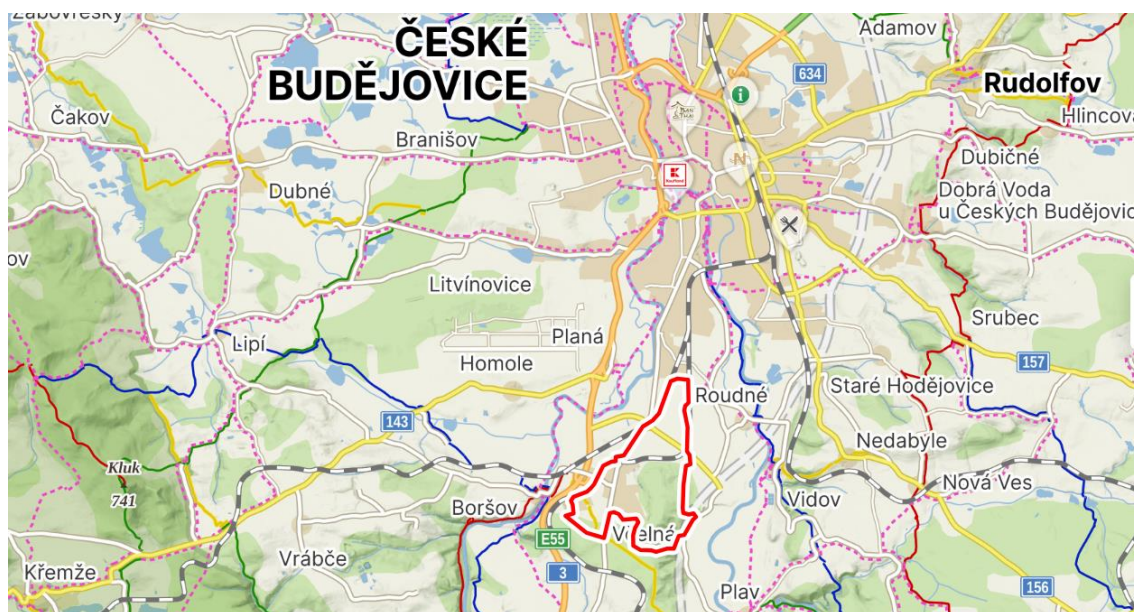 Zábovřesky
ČESKÉ
BUDĚJOVICE
Adamov
634
Rudolfov
Čakov
Hlincová
Branišov
Dubičné
Dubné
Dobrá Voda
u Českých Budějovic
ov
Litvínovice
Planá
Srubec
Lipí
Homole
157
Roudné
Staré Hodějovice
143
Kluk
741
Nedabyle
Nová Ves
Boršov
Vidov
Včelná
E55
Vrábče
3
Křemže
Plav
156